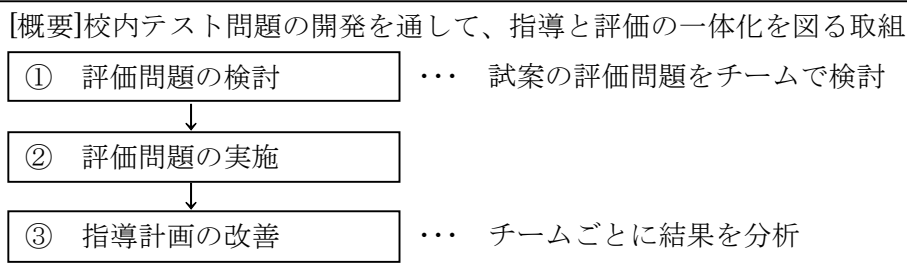 [概要]校内テスト問題の開発を通して、指導と評価の一体化を図る取組
① 評価問題の検討 ･･･ 試案の評価問題をチームで検討
② 評価問題の実施
③ 指導計画の改善 ･･･ チームごとに結果を分析